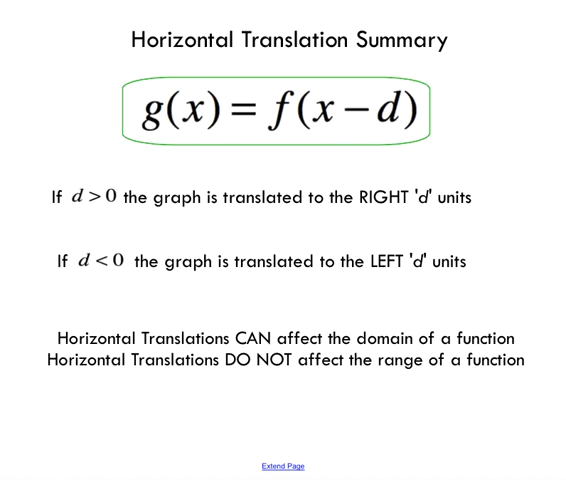 Horizontal Translation Summary
g(x) = f(x − d)
If d > 0 the graph is translated to the RIGHT 'd' units
If d < 0 the graph is translated to the LEFT 'd' units
Horizontal Translations CAN affect the domain of a function
Horizontal Translations DO NOT affect the range of a function
Extend Page